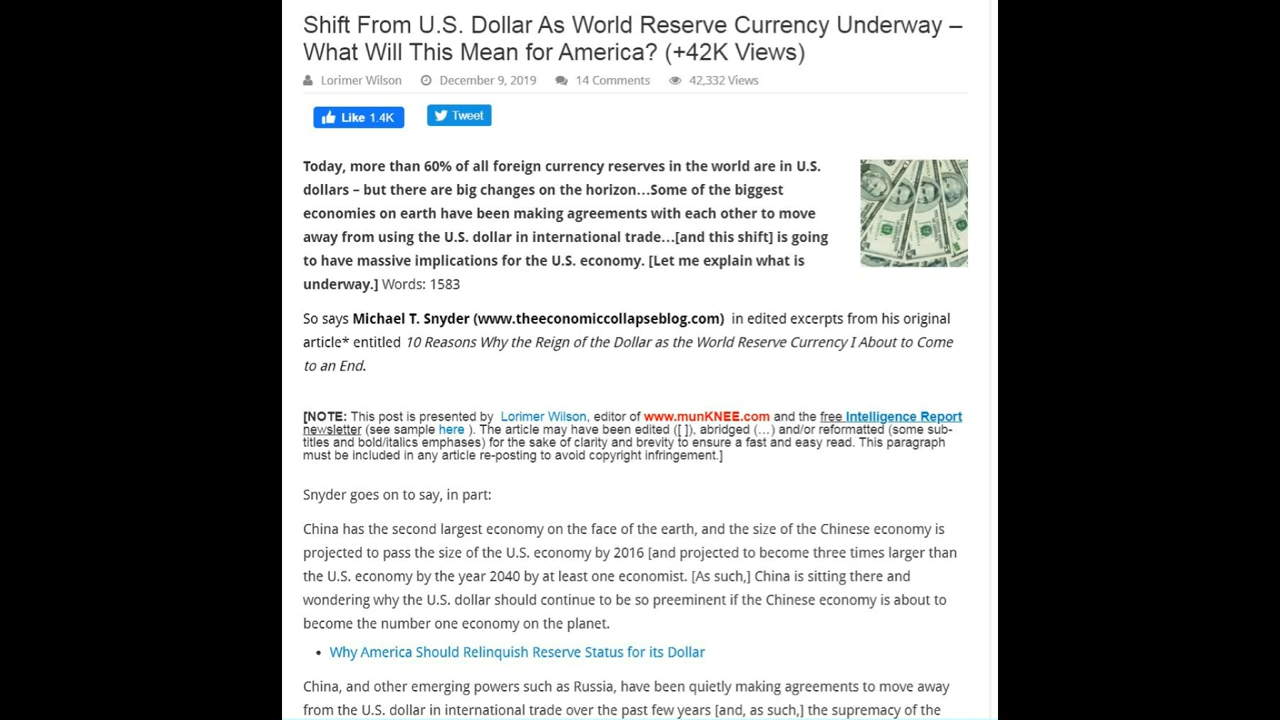 Shift From U.S. Dollar As World Reserve Currency Underway –
What Will This Mean for America? (+42K Views)
Lorimer Wilson December 9, 2019 14 Comments 42,332 Views
Like 1.4K Tweet
Today, more than 60% of all foreign currency reserves in the world are in U.S.
dollars – but there are big changes on the horizon…Some of the biggest
economies on earth have been making agreements with each other to move
away from using the U.S. dollar in international trade…[and this shift] is going
to have massive implications for the U.S. economy. [Let me explain what is
underway.] Words: 1583
So says Michael T. Snyder (www.theeconomiccollapseblog.com) in edited excerpts from his original
article* entitled 10 Reasons Why the Reign of the Dollar as the World Reserve Currency I About to Come
to an End.
[NOTE: This post is presented by Lorimer Wilson, editor of www.munKNEE.com and the free Intelligence Report
newsletter (see sample here ). The article may have been edited ([ ]), abridged (…) and/or reformatted (some sub-
titles and bold/italics emphases) for the sake of clarity and brevity to ensure a fast and easy read. This paragraph
must be included in any article re-posting to avoid copyright infringement.]
Snyder goes on to say, in part:
China has the second largest economy on the face of the earth, and the size of the Chinese economy is
projected to pass the size of the U.S. economy by 2016 [and projected to become three times larger than
the U.S. economy by the year 2040 by at least one economist. [As such,] China is sitting there and
wondering why the U.S. dollar should continue to be so preeminent if the Chinese economy is about to
become the number one economy on the planet.
• Why America Should Relinquish Reserve Status for its Dollar
China, and other emerging powers such as Russia, have been quietly making agreements to move away
from the U.S. dollar in international trade over the past few years [and, as such,] the supremacy of the